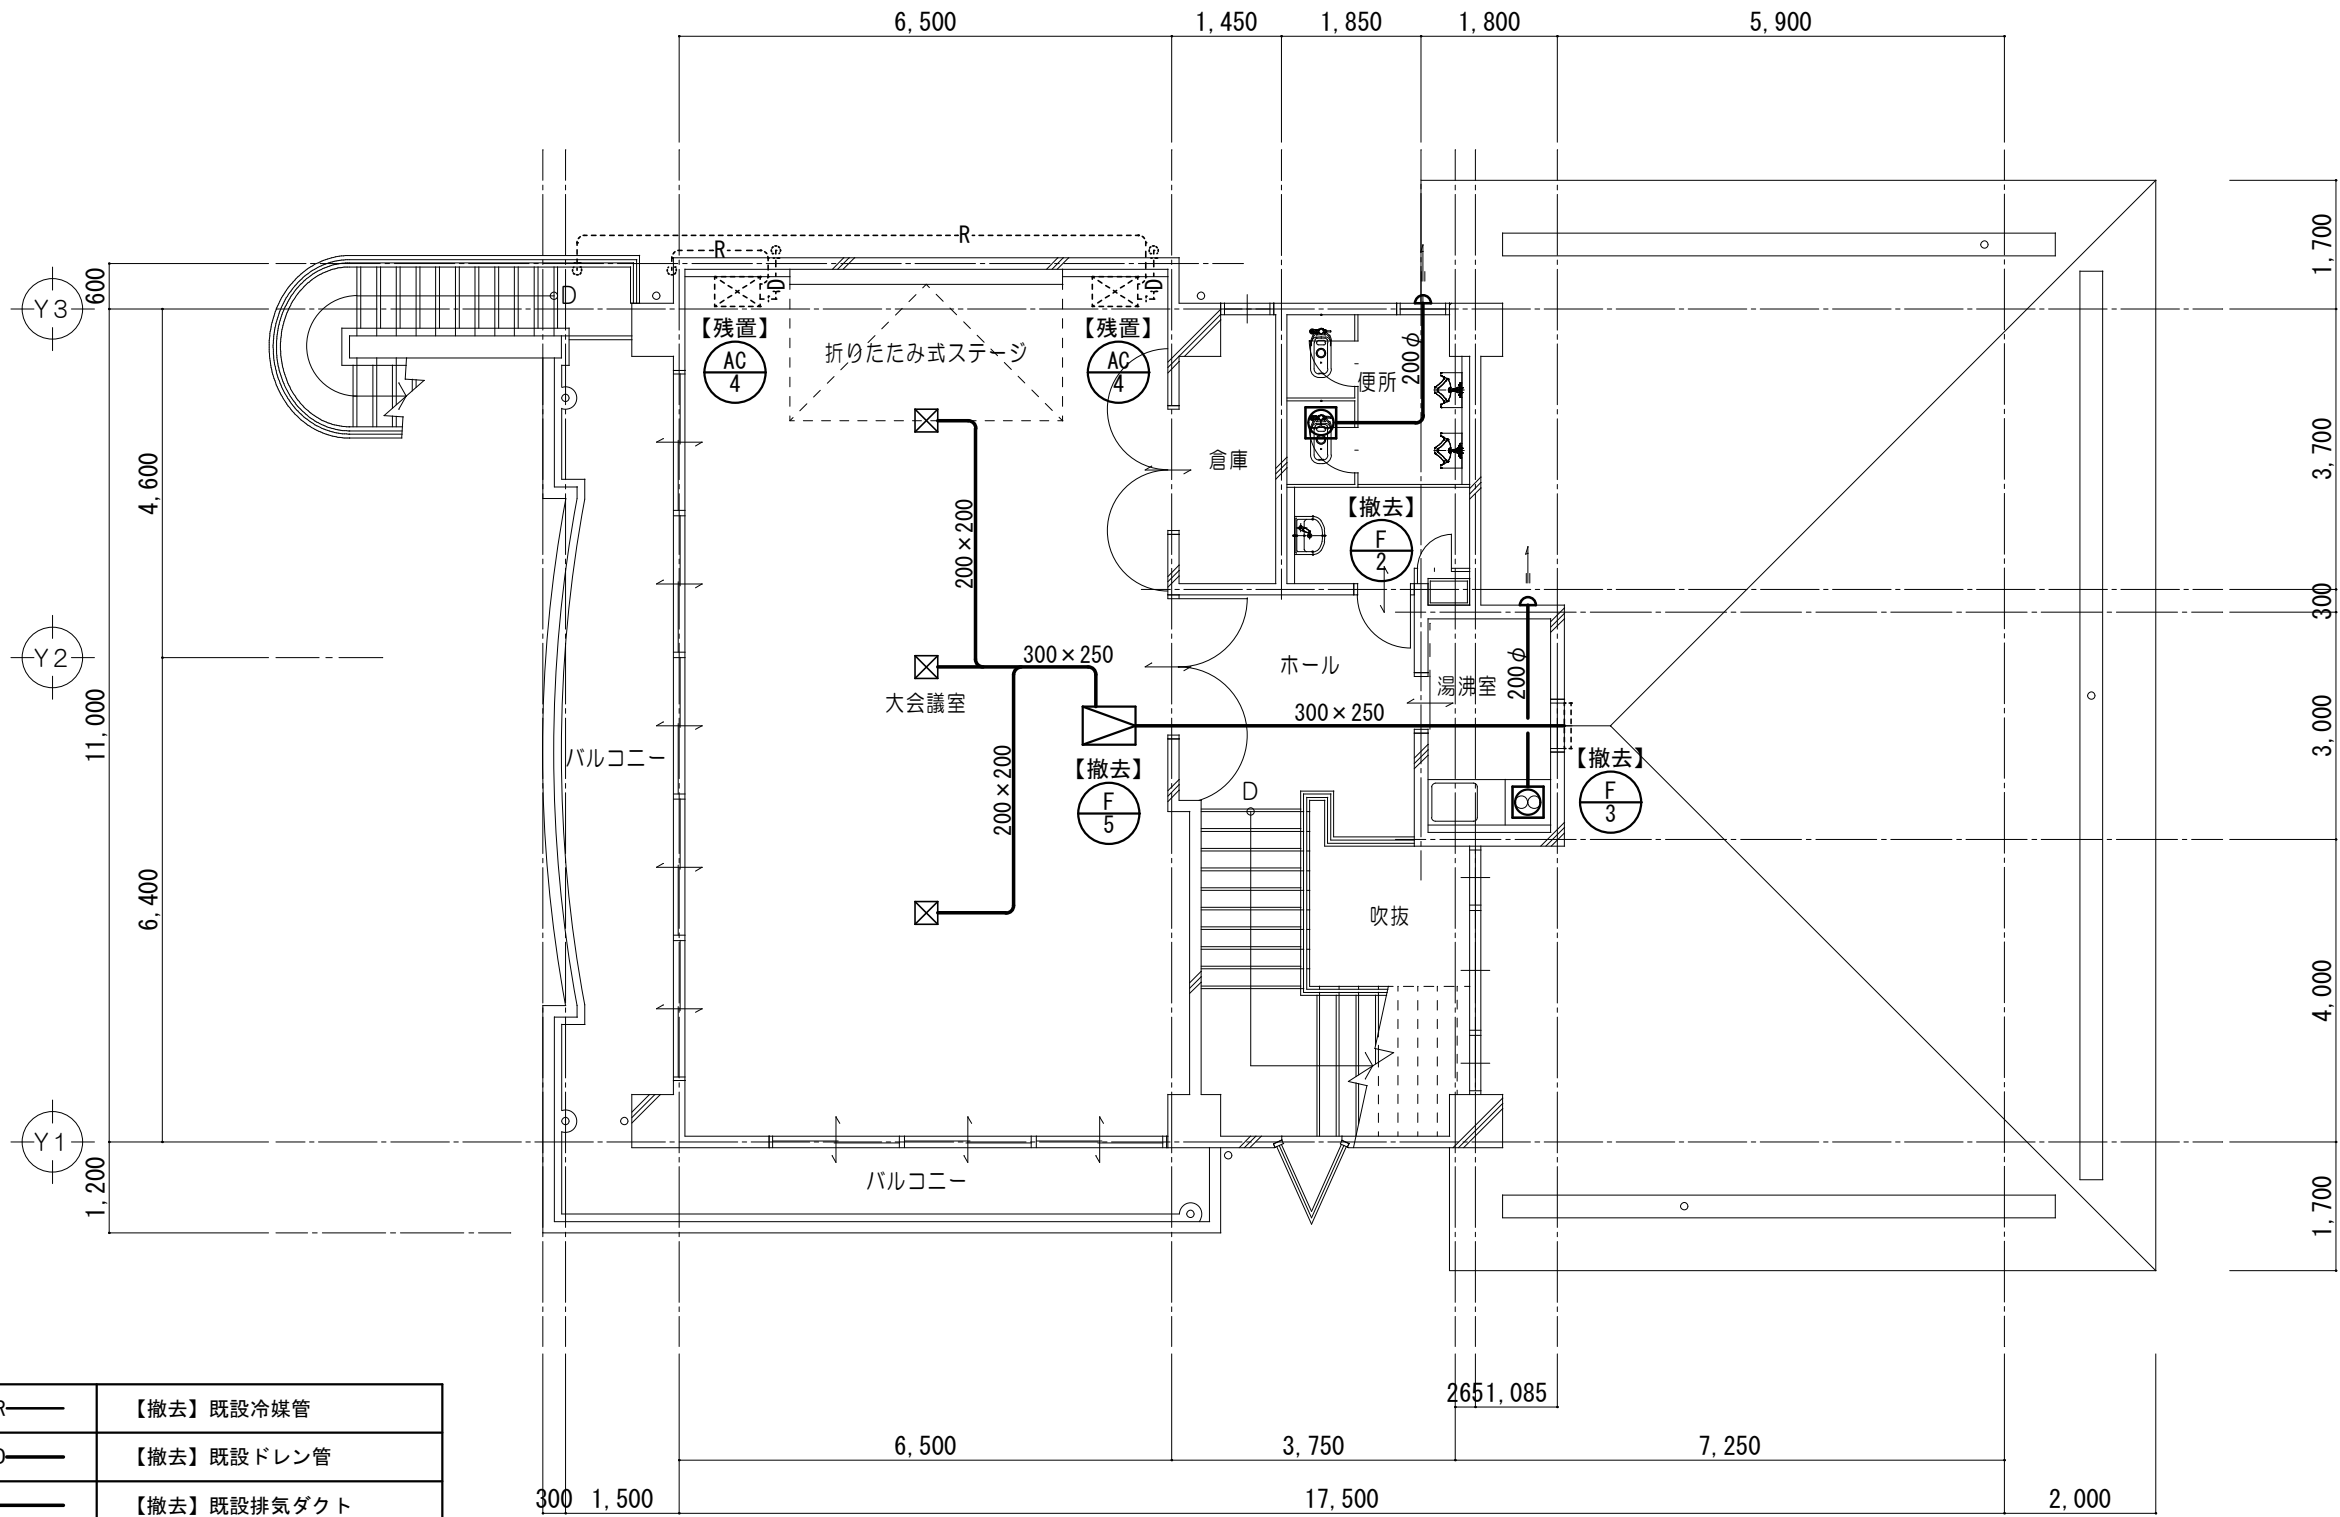 6,500
1,450
1,850
1,800
5,900
1,700
R
R
600
D
D
D
Y3
【残置】
AC
4
【残置】
AC
4
折りたたみ式ステージ
200φ
便所
3,700
4,600
倉庫
200×200
【撤去】
F
2
300
Y2
300×250
ホール
湯沸室
200φ
大会議室
300×250
11,000
バルコニー
3,000
【撤去】
F
5
【撤去】
F
3
200×200
D
6,400
吹抜
4,000
Y1
1,200
バルコニー
1,700
2651,085
R
【撤去】既設冷媒管
【撤去】既設ドレン管
【撤去】既設排気ダクト
6,500
3,750
7,250
300
1,500
17,500
2,000